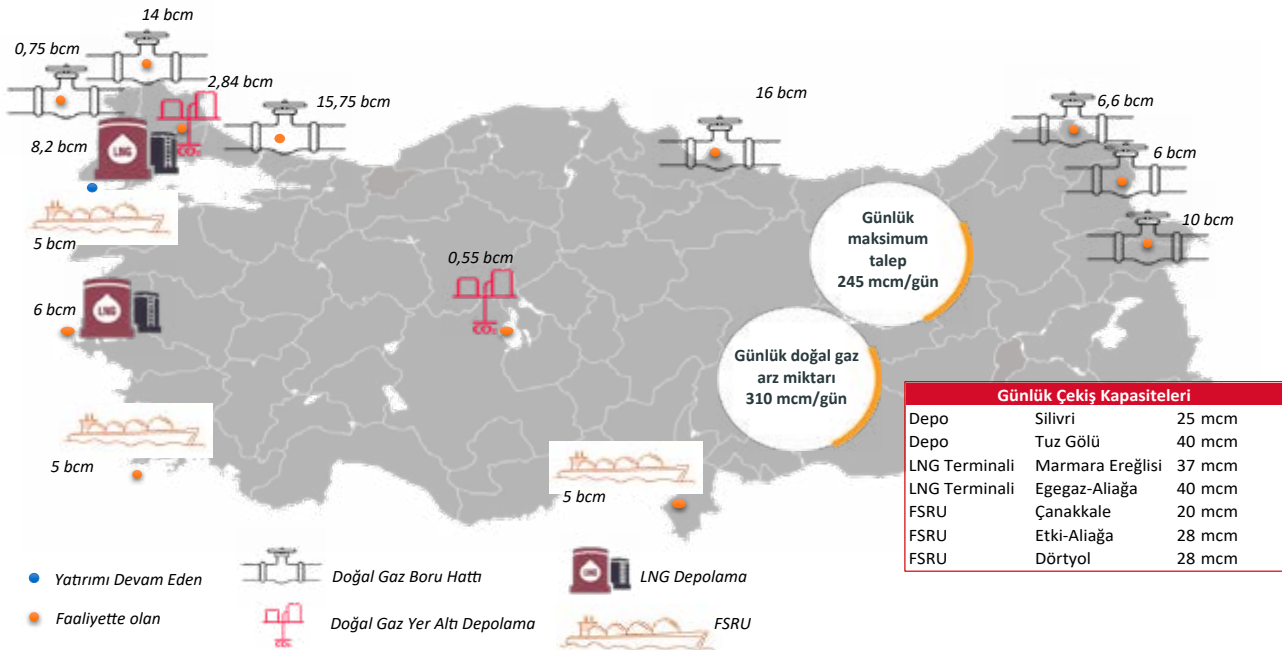 14 bcm
0,75 bcm
2,84 bcm
15,75 bcm
16 bcm
6,6 bcm
8,2 bcm
LNG
6 bcm
10 bcm
5 bcm
Günlük
maksimum
talep
245 mcm/gün
0,55 bcm
CO₂
CO₂
6 bcm
LNG
Günlük doğal gaz
arz miktarı
310 mcm/gün
5 bcm
5 bcm
Günlük Çekiş Kapasiteleri
Depo Silivri 25 mcm
Depo Tuz Gölü 40 mcm
LNG Terminali Marmara Ereğlisi 37 mcm
LNG Terminali Egegaz-Aliağa 40 mcm
FSRU Çanakkale 20 mcm
FSRU Etki-Aliağa 28 mcm
FSRU Dörtyol 28 mcm
Yatırımı Devam Eden
Doğal Gaz Boru Hattı
LNG
LNG Depolama
Faaliyette olan
CO₂
Doğal Gaz Yer Altı Depolama
FSRU